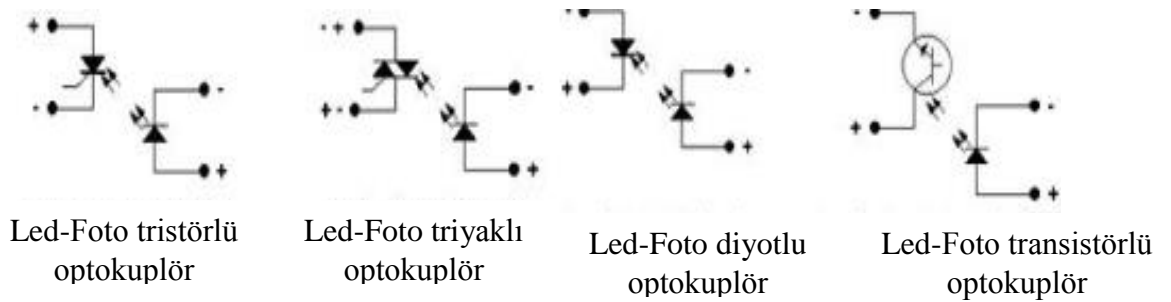 + - + - -
- + - - + - + - + + -
+ + + +
Led-Foto tristörlü
optokuplör
Led-Foto triyaklı
optokuplör
Led-Foto diyotlu
optokuplör
Led-Foto transistörlü
optokuplör